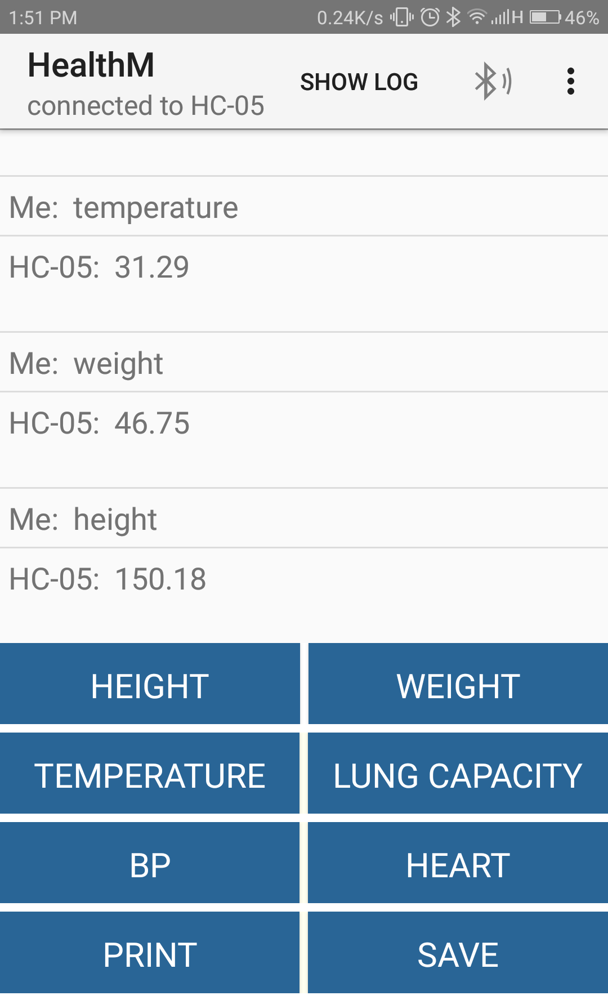 1:51 PM 0.24K/s H 46%
HealthM
SHOW LOG
connected to HC-05
Me: temperature
HC-05: 31.29
Me: weight
HC-05: 46.75
Me: height
HC-05: 150.18
HEIGHT WEIGHT
TEMPERATURE LUNG CAPACITY
BP HEART
PRINT SAVE